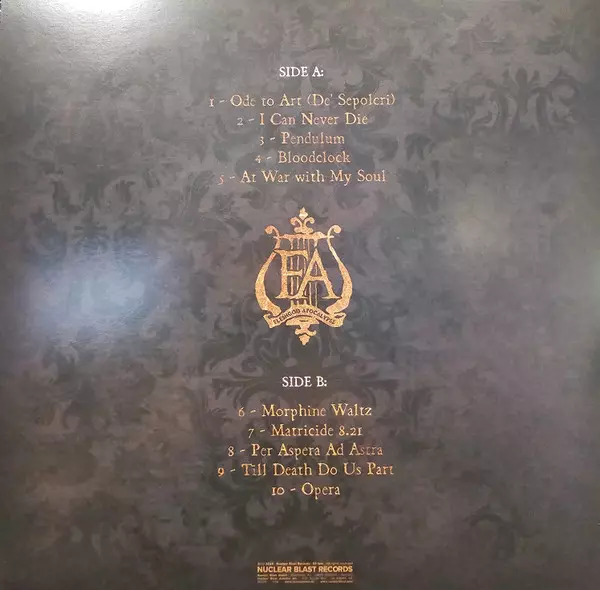 SIDE A:
1 - Ode to Art (De' Sepolcri)
2 - I Can Never Die
3 - Pendulum
4 - Bloodclock
5 - At War with My Soul
FA
FLESHGOD APOCALYPSE
SIDE B:
6 - Morphine Waltz
7 - Matricide 8.21
8 - Per Aspera Ad Astra
9 - Till Death Do Us Part
10 - Opera
NUCLEAR BLAST RECORDS